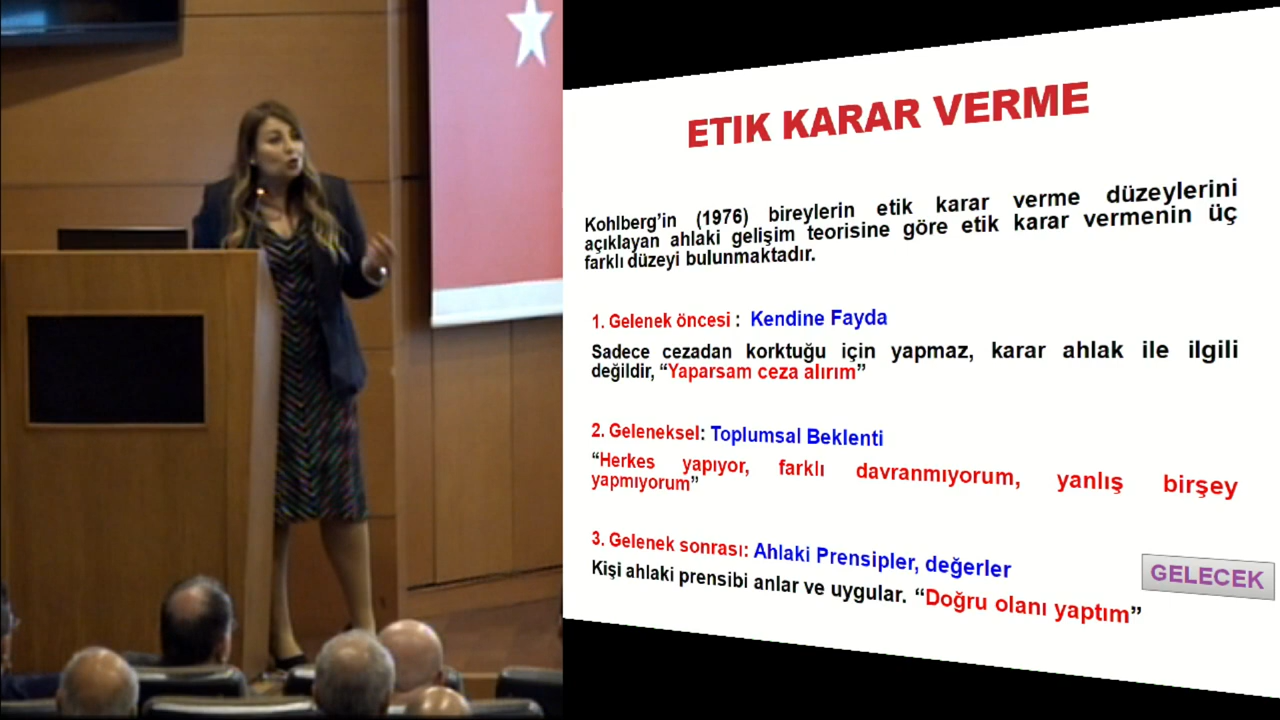 ETIK KARAR VERME
Kohlberg’in (1976) bireylerin etik karar verme düzeylerini
açıklayan ahlaki gelişim teorisine göre etik karar vermenin üç
farklı düzeyi bulunmaktadır.
1. Gelenek öncesi : Kendine Fayda
Sadece cezadan korktuğu için yapmaz, karar ahlak ile ilgili
değildir, “Yaparsam ceza alırım”
2. Geleneksel: Toplumsal Beklenti
“Herkes yapıyor, farklı davranmıyorum, yanlış birşey
yapmıyorum”
3. Gelenek sonrası: Ahlaki Prensipler, değerler
Kişi ahlaki prensibi anlar ve uygular. “Doğru olanı yaptım”
GELECEK